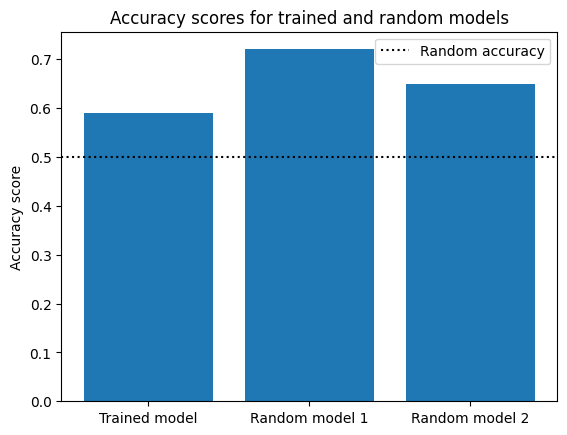 Accuracy scores for trained and random models
Random accuracy
Accuracy score
0.7
0.6
0.5
0.4
0.3
0.2
0.1
0.0
Trained model
Random model 1
Random model 2